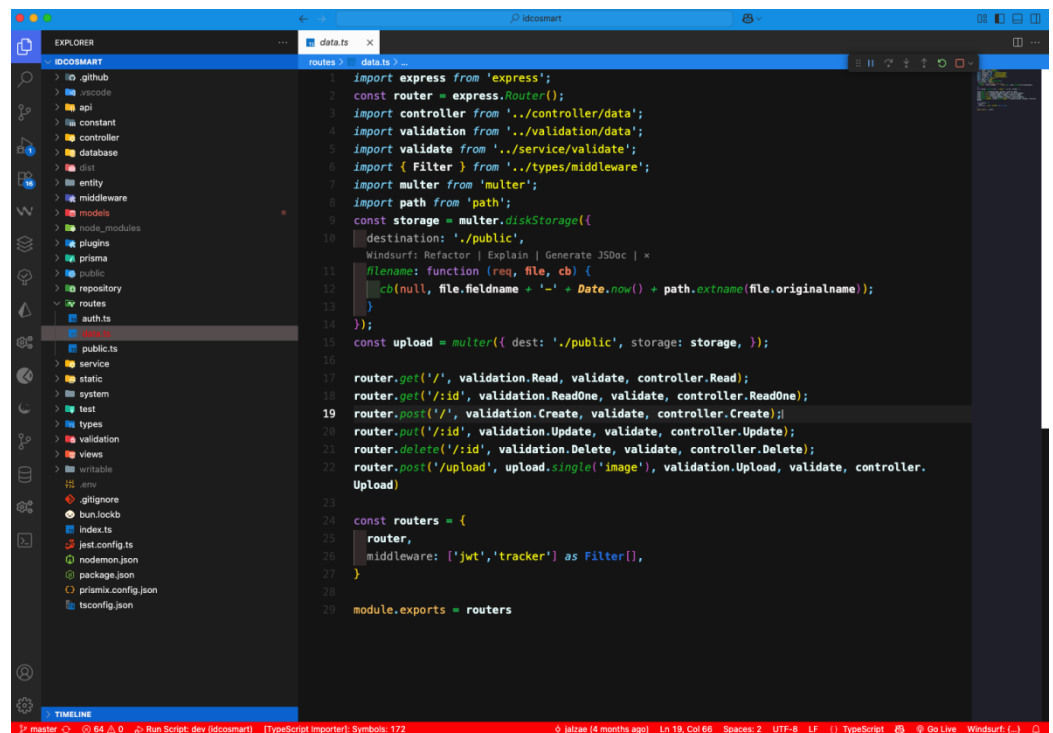 idcosmart
EXPLORER
data.ts
IDCOSMART
routes > data.ts > ...
.github
.vscode
api
constant
controller
database
dist
entity
middleware
models
node_modules
plugins
prisma
public
repository
routes
auth.ts
data.ts
public.ts
service
static
system
test
types
validation
views
writable
.env
.gitignore
bun.lockb
index.ts
jest.config.ts
nodemon.json
package.json
prismix.config.json
tsconfig.json
TIMELINE
1
16
1 import express from 'express';
2 const router = express.Router();
3 import controller from '../controller/data';
4 import validation from '../validation/data';
5 import validate from '../service/validate';
6 import { Filter } from '../types/middleware';
7 import multer from 'multer';
8 import path from 'path';
9 const storage = multer.diskStorage({
10 destination: './public',
Windsurf: Refactor | Explain | Generate JSDoc | ×
11 filename: function (req, file, cb) {
12 cb(null, file.fieldname + '-' + Date.now() + path.extname(file.originalname));
13 }
14 });
15 const upload = multer({ dest: './public', storage: storage, });
16
17 router.get('/', validation.Read, validate, controller.Read);
18 router.get('/:id', validation.ReadOne, validate, controller.ReadOne);
19 router.post('/', validation.Create, validate, controller.Create);
20 router.put('/:id', validation.Update, validate, controller.Update);
21 router.delete('/:id', validation.Delete, validate, controller.Delete);
22 router.post('/upload', upload.single('image'), validation.Upload, validate, controller.
Upload)
23
24 const routers = {
25 router,
26 middleware: ['jwt','tracker'] as Filter[],
27 }
28
29 module.exports = routers
master 64 0 Run Script: dev (idcosmart) [TypeScript Importer]: Symbols: 172 jalzae (4 months ago) Ln 19, Col 66 Spaces: 2 UTF-8 LF {} TypeScript Go Live Windsurf: {...}